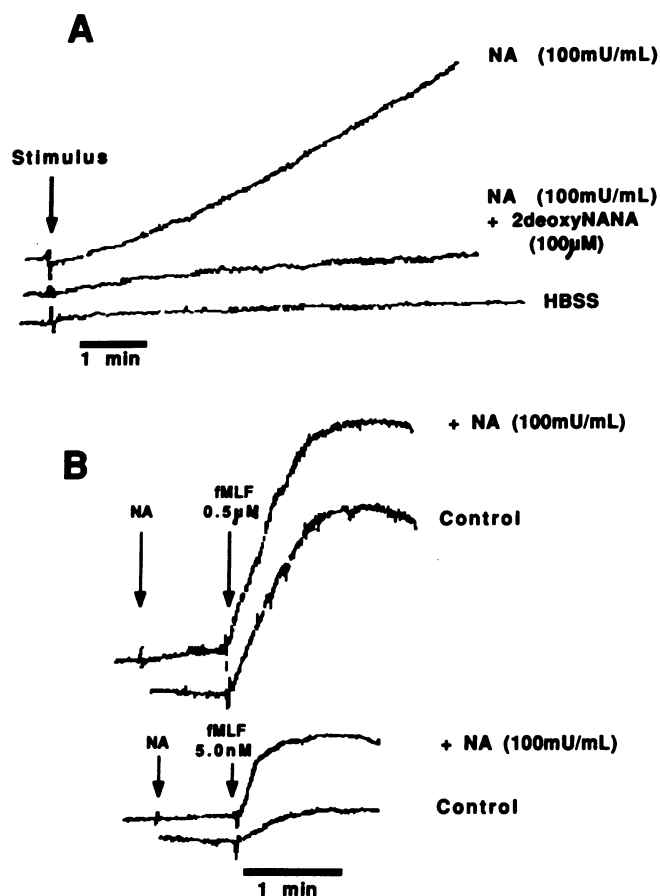 A
NA (100mU/mL)
Stimulus
NA (100mU/mL)
+ 2deoxyNANA
(100µM)
HBSS
1 min
B
+ NA (100mU/mL)
fMLF
NA 0.5µM
Control
fMLF
NA 5.0nM
+ NA (100mU/mL)
Control
1 min